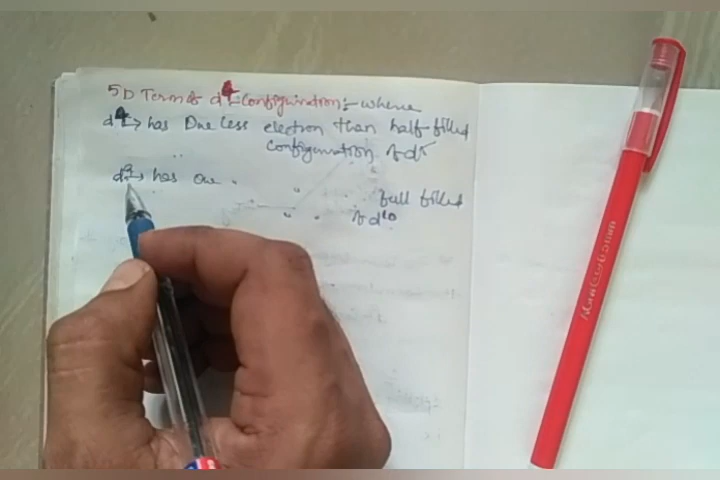 5D Term of d4 Configuration:- where
d4 → has One less electron than half-filled
Configuration of d5
d9 → has one " " " " full filled
of d10